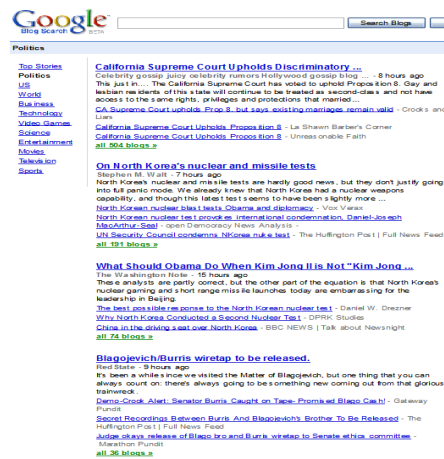 Google
Blog Search BETA
Search Blogs
Politics
Top Stories
Politics
US
World
Business
Technology
Video Games
Science
Entertainment
Movies
Television
Sports
California Supreme Court Upholds Discriminatory ...
Celebrity gossip juicy celebrity rumors Hollywood gossip blog ... - 8 hours ago
This just in.... The California Supreme Court has voted to uphold Proposition 8. Gay and
lesbian residents of this state will continue to be treated as second-class and not have
access to the same rights, privileges and protections that married ...
CA Supreme Court upholds Prop 8, but says existing marriages remain valid - Crooks and
Liars
California Supreme Court Upholds Proposition 8 - La Shawn Barber's Corner
California Supreme Court Upholds Proposition 8 - Unreasonable Faith
all 504 blogs »
On North Korea's nuclear and missile tests
Stephen M. Walt - 7 hours ago
North Korea's nuclear and missile tests are hardly good news, but they don't justify going
into full panic mode. We already knew that North Korea had a nuclear weapons
capability, and though this latest test seems to have been slightly more ...
North Korean nuclear blast tests Obama and diplomacy - Vox Verax
North Korean nuclear test provokes international condemnation, Daniel-Joseph
MacArthur-Seal - open Democracy News Analysis -
UN Security Council condemns NKorea nuke test - The Huffington Post | Full News Feed
all 191 blogs »
What Should Obama Do When Kim Jong Il is Not "Kim Jong ...
The Washington Note - 15 hours ago
These analysts are partly correct, but the other part of the equation is that North Korea's
nuclear gaming and short range missile launches today are embarrassing for the
leadership in Beijing.
The best possible response to the North Korean nuclear test - Daniel W. Drezner
Why North Korea Conducted a Second Nuclear Test - DPRK Studies
China in the driving seat over North Korea - BBC NEWS | Talk about Newsnight
all 74 blogs »
Blagojevich/Burris wiretap to be released.
Red State - 9 hours ago
It's been a while since we visited the Matter of Blagojevich, but one thing that you can
always count on: there's always going to be something new coming out from that glorious
trainwreck.
Demo-Crook Alert: Senator Burris Caught on Tape- Promised Blago Cash! - Gateway
Pundit
Secret Recordings Between Burris And Blagojevich's Brother To Be Released - The
Huffington Post | Full News Feed
Judge okays release of Blago bro and Burris wiretap to Senate ethics committee -
Marathon Pundit
all 36 blogs »